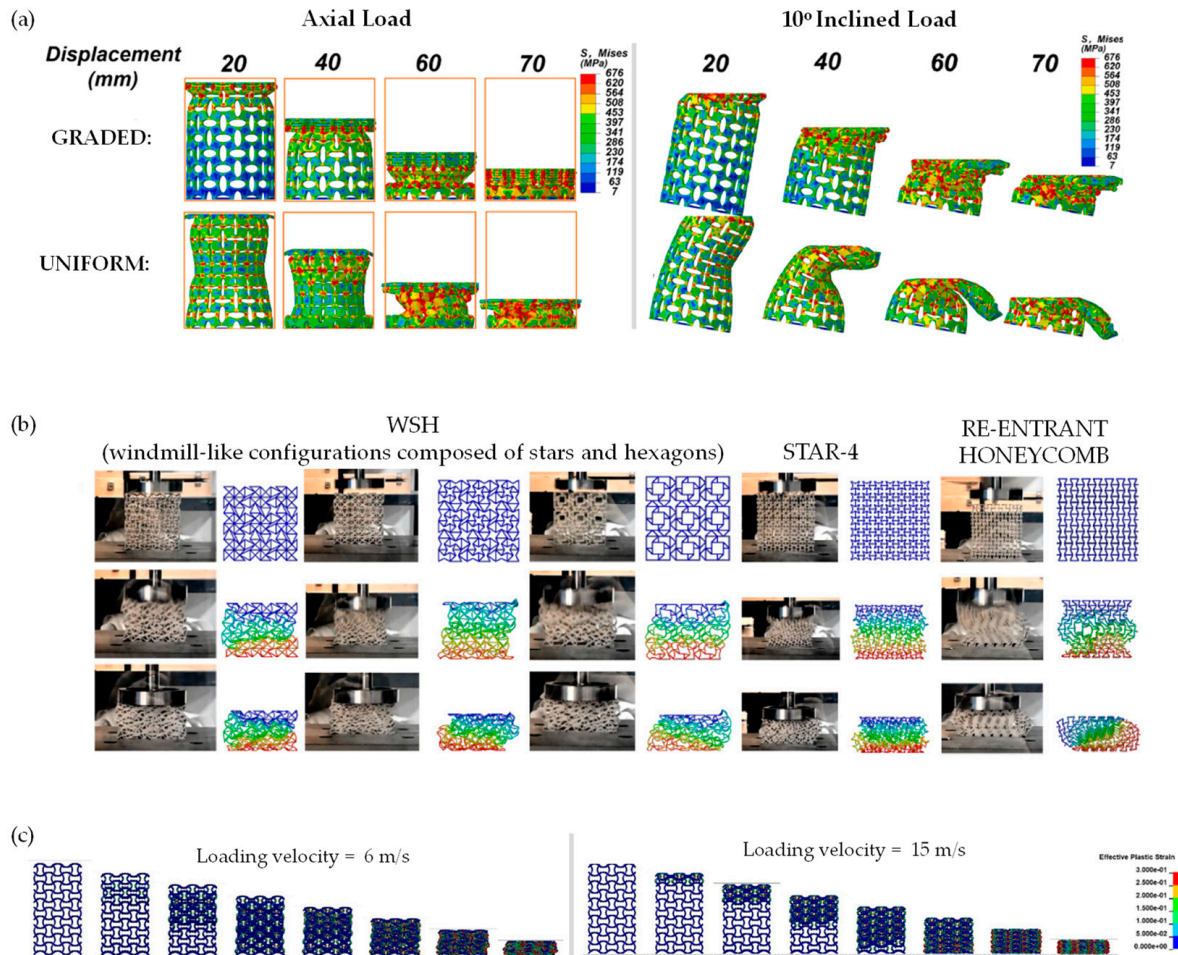 (a)
Axial Load
10º Inclined Load
Displacement
(mm)
20 40 60 70
S, Mises
(MPa)
676
620
564
508
453
397
341
286
230
174
119
63
7
20 40 60 70
S, Mises
(MPa)
676
620
564
508
453
397
341
286
230
174
119
63
7
GRADED:
UNIFORM:
(b)
WSH
(windmill-like configurations composed of stars and hexagons)
STAR-4
RE-ENTRANT
HONEYCOMB
(c)
Loading velocity = 6 m/s
Loading velocity = 15 m/s
Effective Plastic Strain
3.000e-01
2.500e-01
2.000e-01
1.500e-01
1.000e-01
5.000e-02
0.000e+00